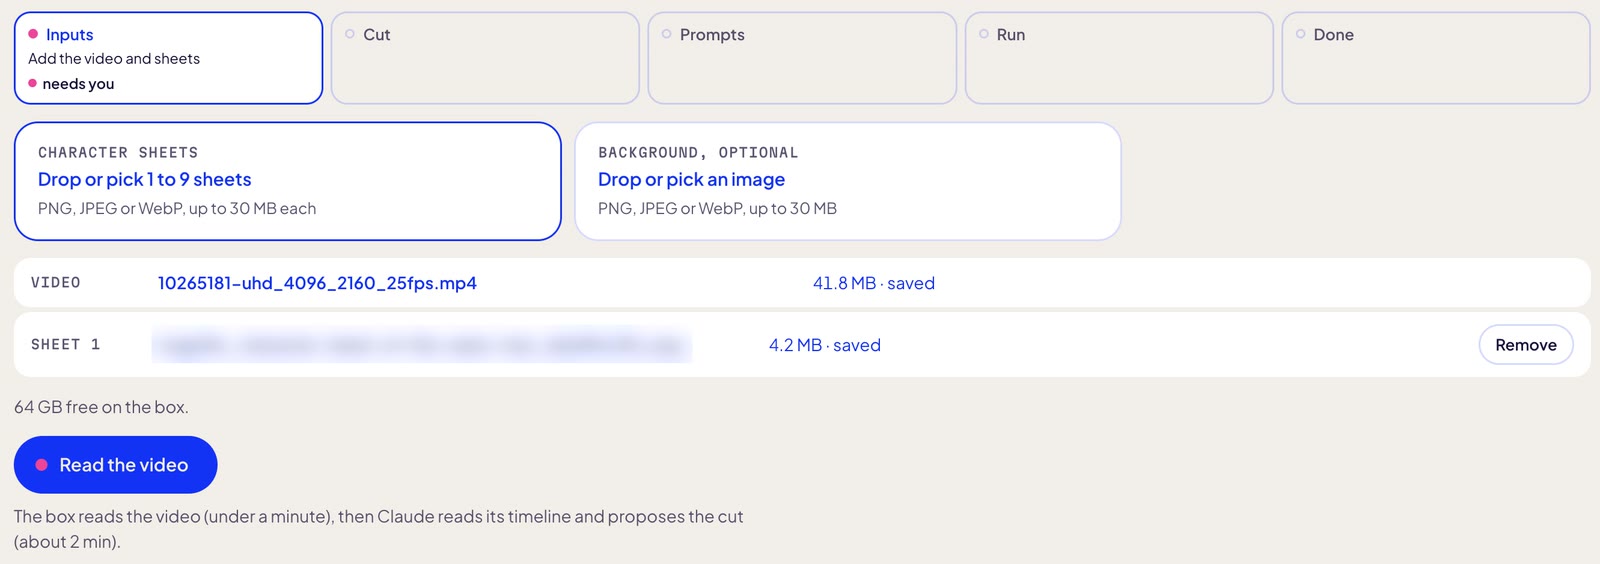 Inputs
Add the video and sheets
needs you
Cut
Prompts
Run
Done
CHARACTER SHEETS
Drop or pick 1 to 9 sheets
PNG, JPEG or WebP, up to 30 MB each
BACKGROUND, OPTIONAL
Drop or pick an image
PNG, JPEG or WebP, up to 30 MB
VIDEO 10265181-uhd_4096_2160_25fps.mp4 41.8 MB · saved
SHEET 1 4.2 MB · saved Remove
64 GB free on the box.
Read the video
The box reads the video (under a minute), then Claude reads its timeline and proposes the cut
(about 2 min).